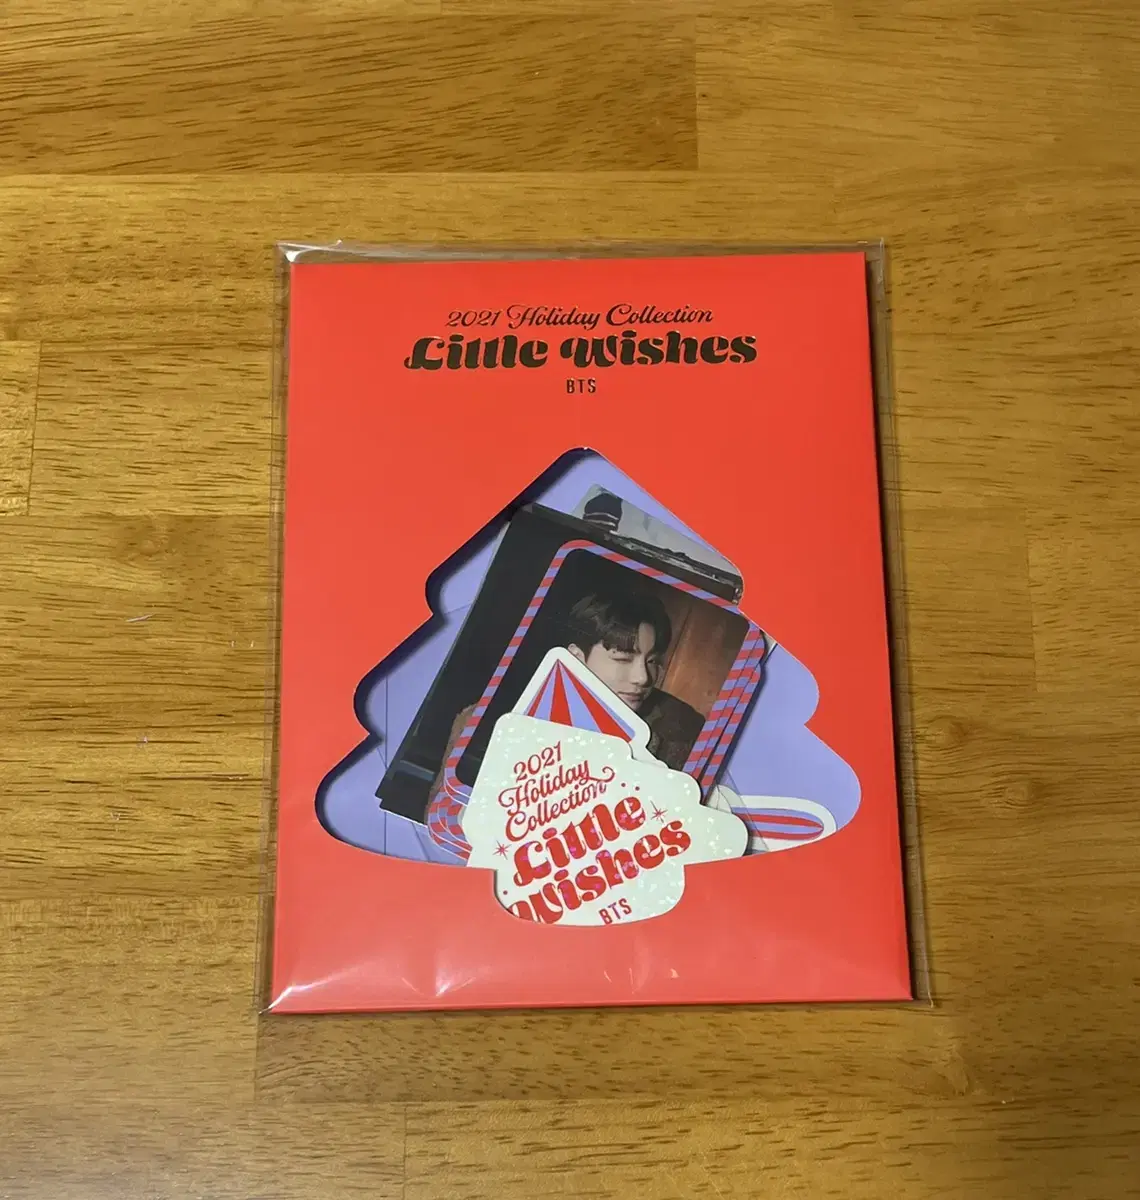 2021 Holiday Collection
Little Wishes
BTS
2021
Holiday
Collection
Little
Wishes
BTS